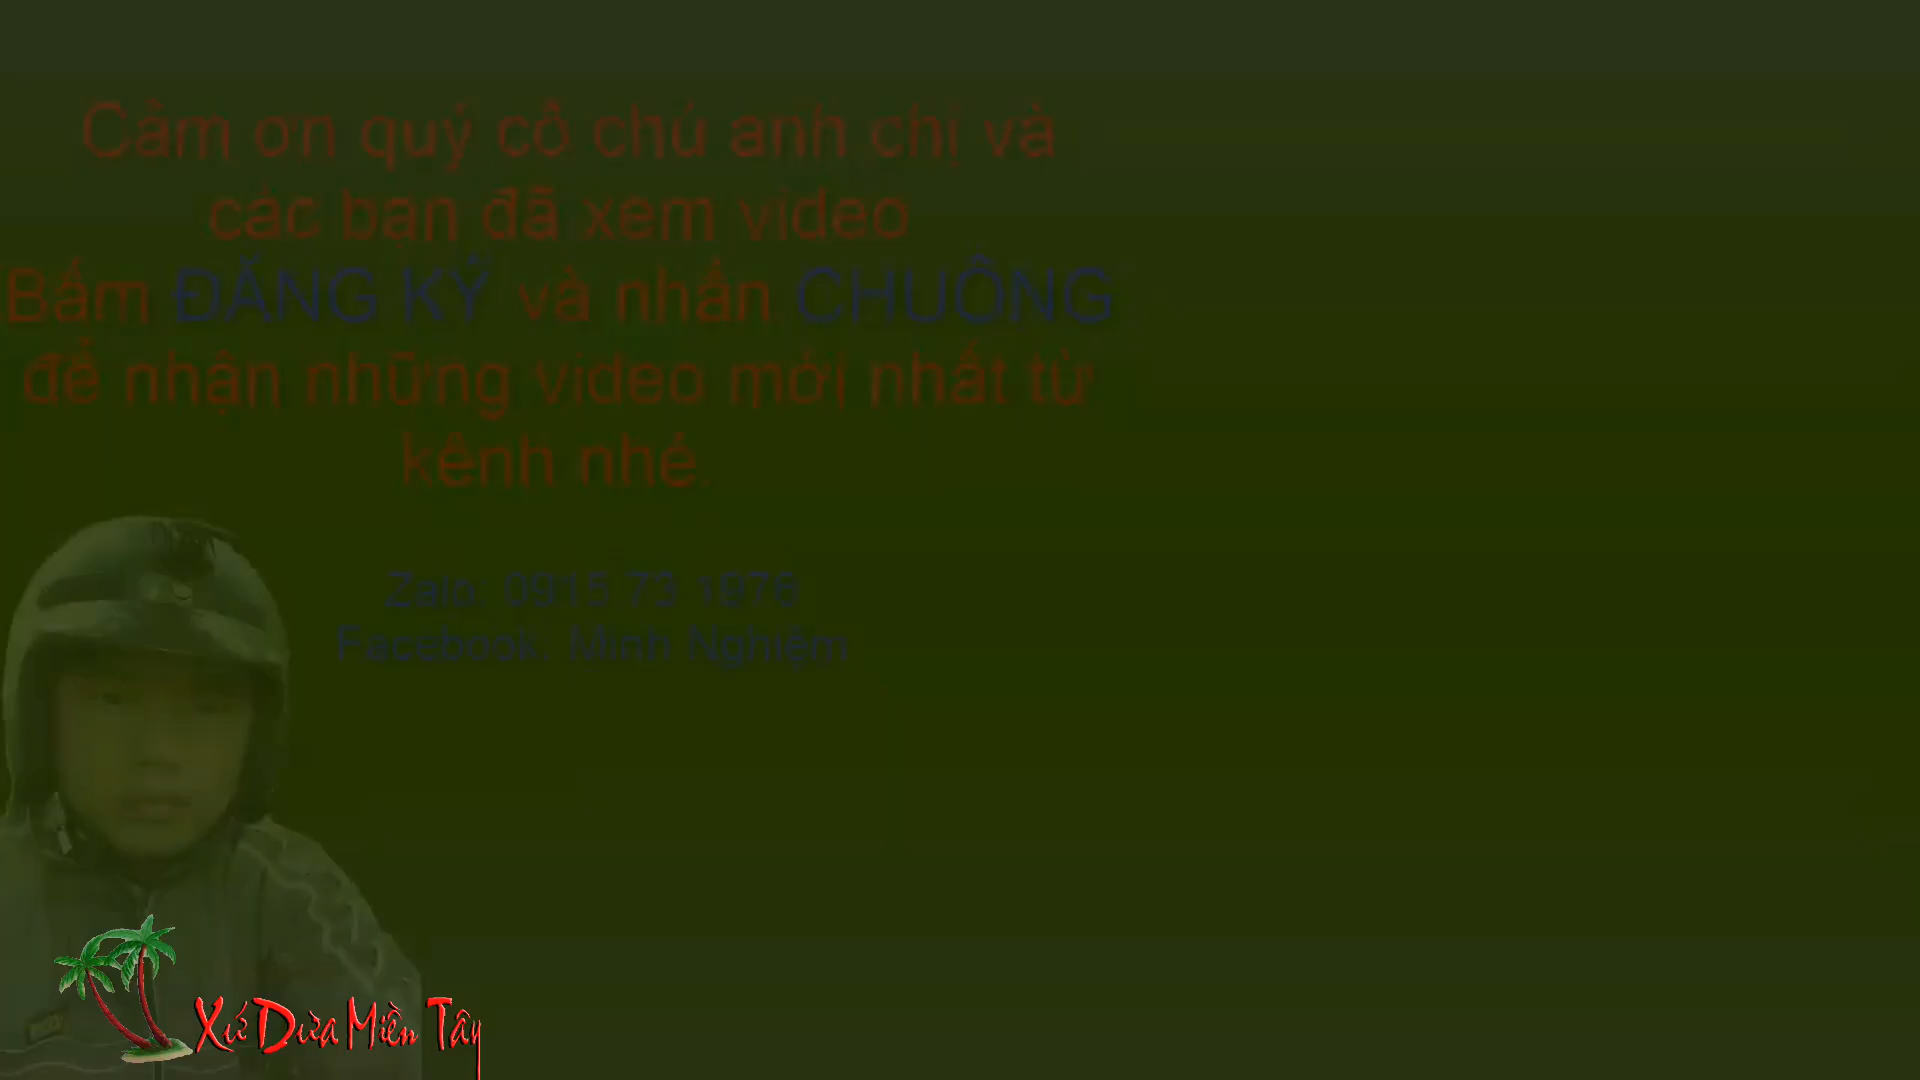 Cảm ơn quý cô chú anh chị và
các bạn đã xem video
Bấm ĐĂNG KÝ và nhấn CHUÔNG
để nhận những video mới nhất từ
kênh nhé.
Zalo: 0915 73 1976
Facebook: Minh Nghiệm
Xứ Dừa Miền Tây